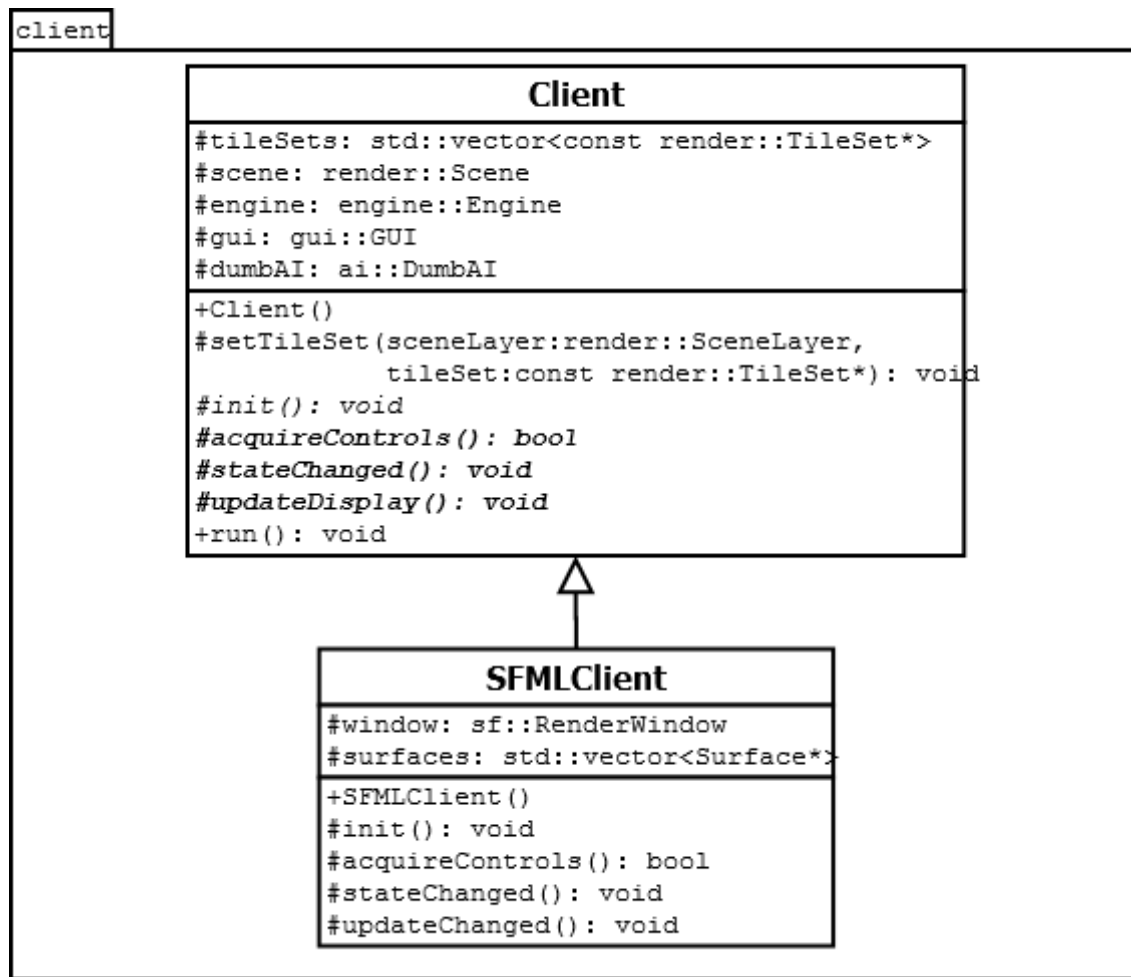 client
Client
#tileSets: std::vector<const render::TileSet*>
#scene: render::Scene
#engine: engine::Engine
#gui: gui::GUI
#dumbAI: ai::DumbAI
+Client()
#setTileSet(sceneLayer:render::SceneLayer,
tileSet:const render::TileSet*): void
#init(): void
#acquireControls(): bool
#stateChanged(): void
#updateDisplay(): void
+run(): void
SFMLClient
#window: sf::RenderWindow
#surfaces: std::vector<Surface*>
+SFMLClient()
#init(): void
#acquireControls(): bool
#stateChanged(): void
#updateChanged(): void